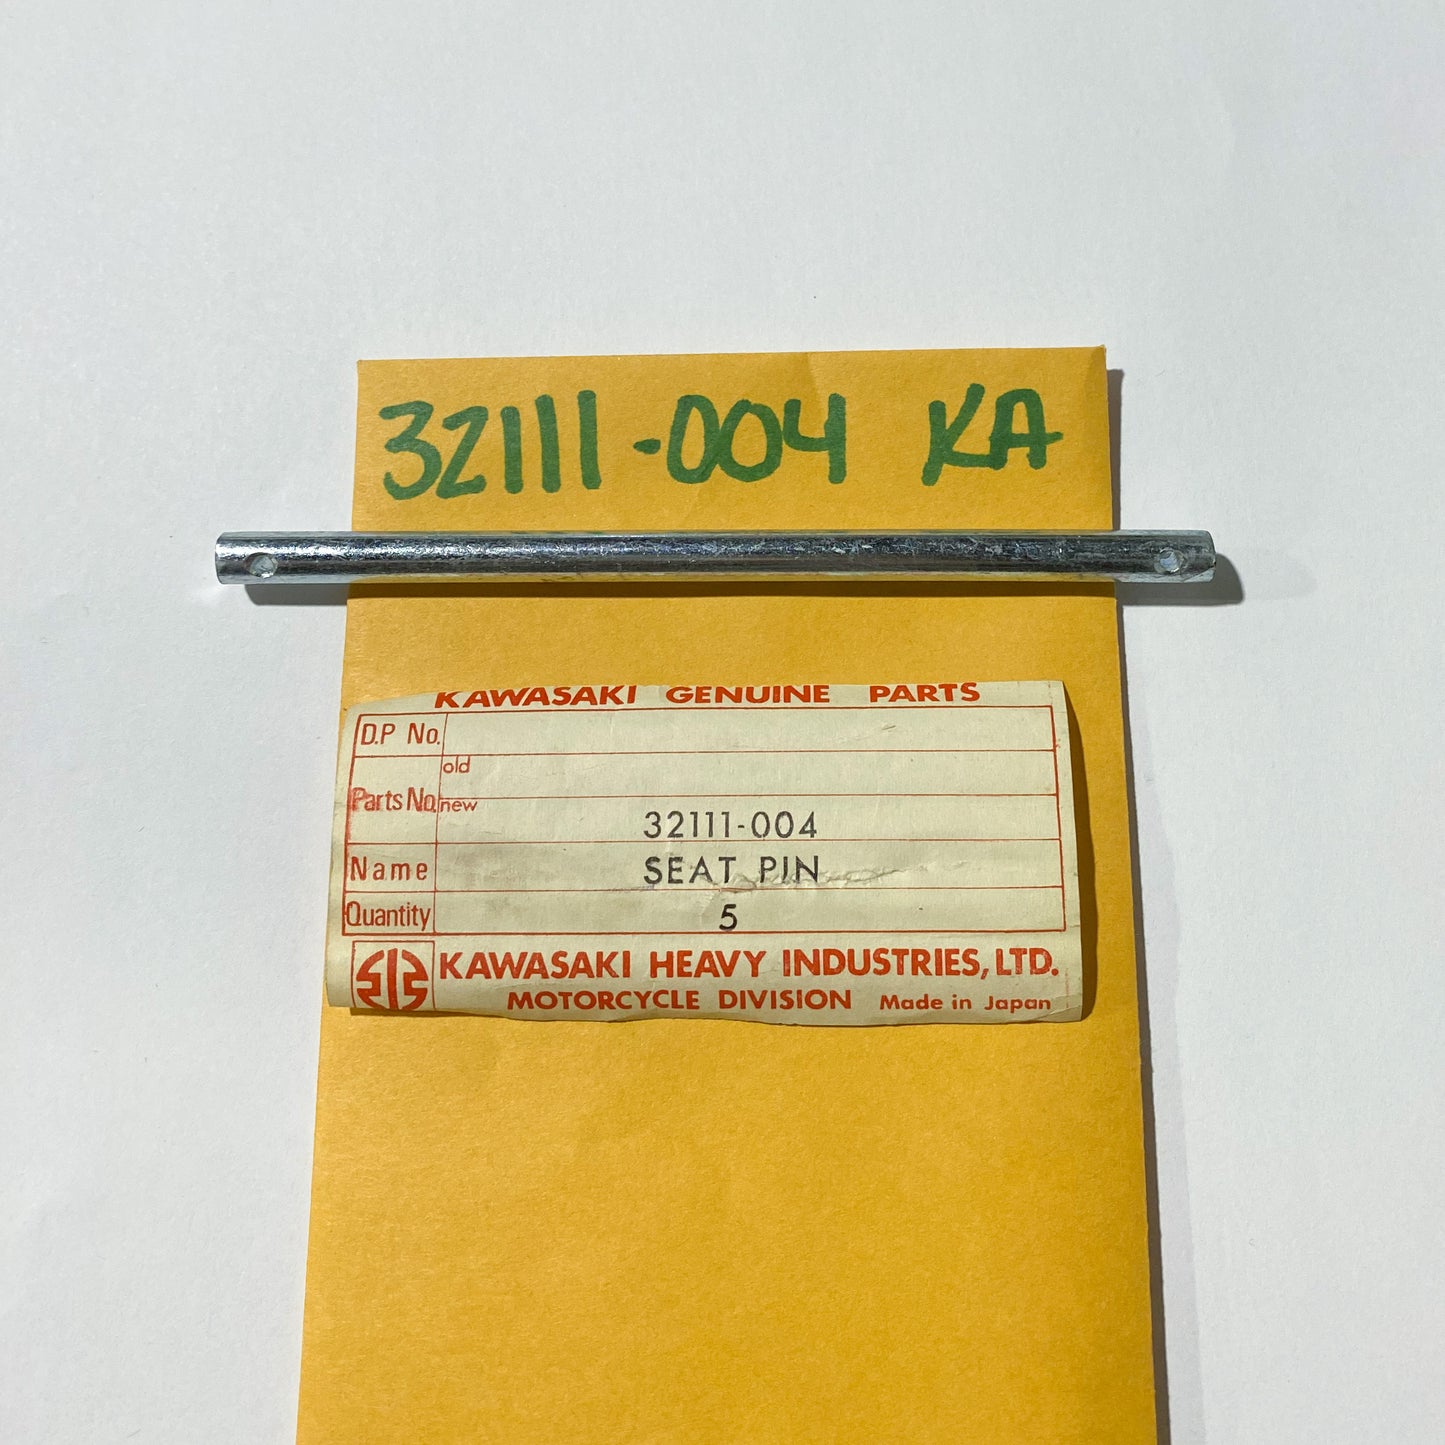 32111-004 KA
KAWASAKI GENUINE PARTS
D.P No.
old
Parts No. new 32111-004
Name SEAT PIN
Quantity 5
KAWASAKI HEAVY INDUSTRIES, LTD.
MOTORCYCLE DIVISION Made in Japan